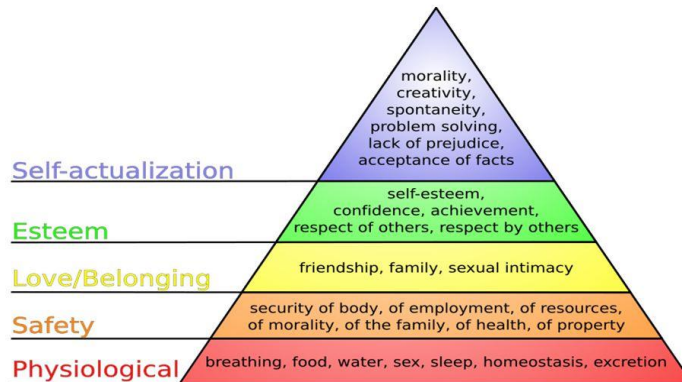 morality,
creativity,
spontaneity,
problem solving,
lack of prejudice,
acceptance of facts
Self-actualization
self-esteem,
confidence, achievement,
respect of others, respect by others
Esteem
friendship, family, sexual intimacy
Love/Belonging
security of body, of employment, of resources,
of morality, of the family, of health, of property
Safety
breathing, food, water, sex, sleep, homeostasis, excretion
Physiological